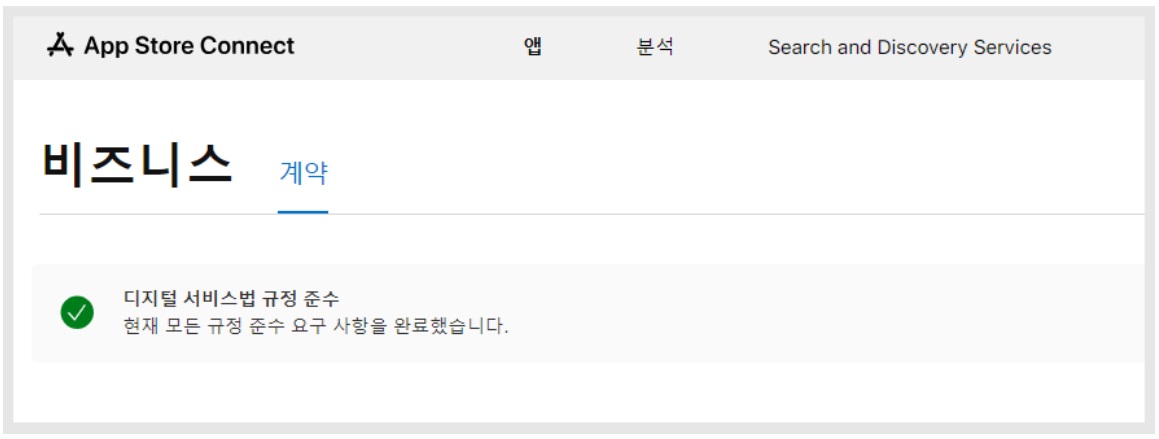 App Store Connect 앱 분석 Search and Discovery Services
비즈니스 계약
디지털 서비스법 규정 준수
현재 모든 규정 준수 요구 사항을 완료했습니다.